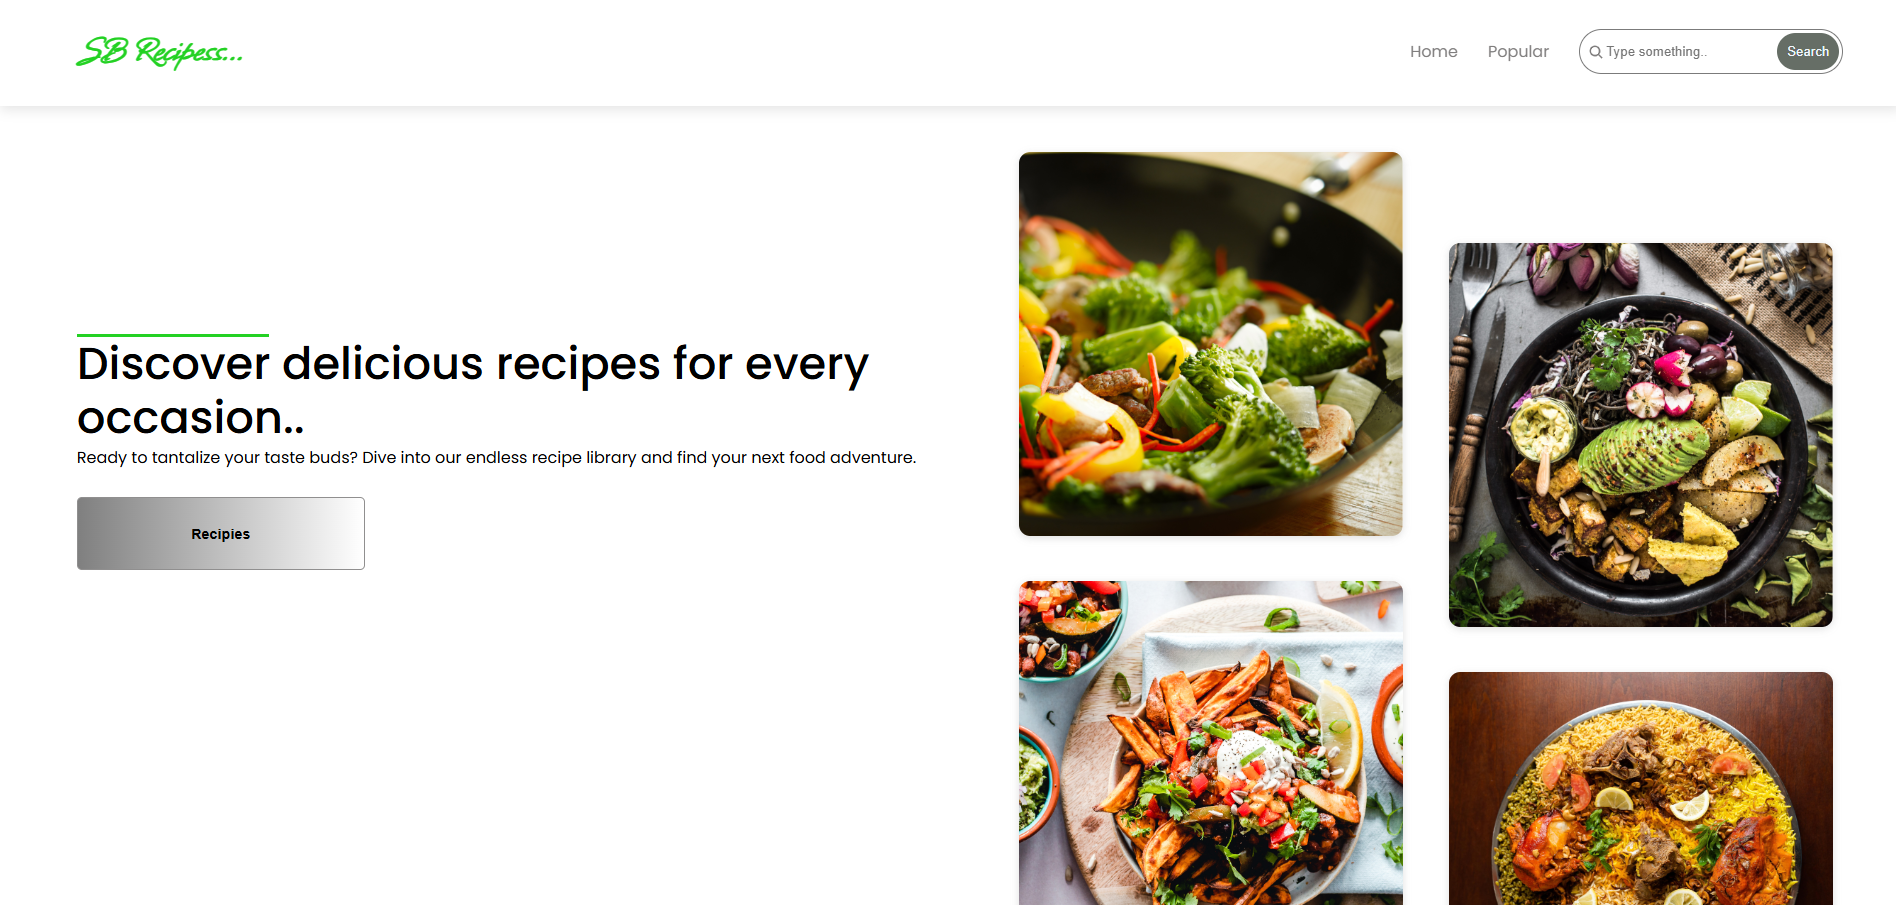 SB Recipess...
Home
Popular
Type something..
Search
Discover delicious recipes for every
occasion..
Ready to tantalize your taste buds? Dive into our endless recipe library and find your next food adventure.
Recipies